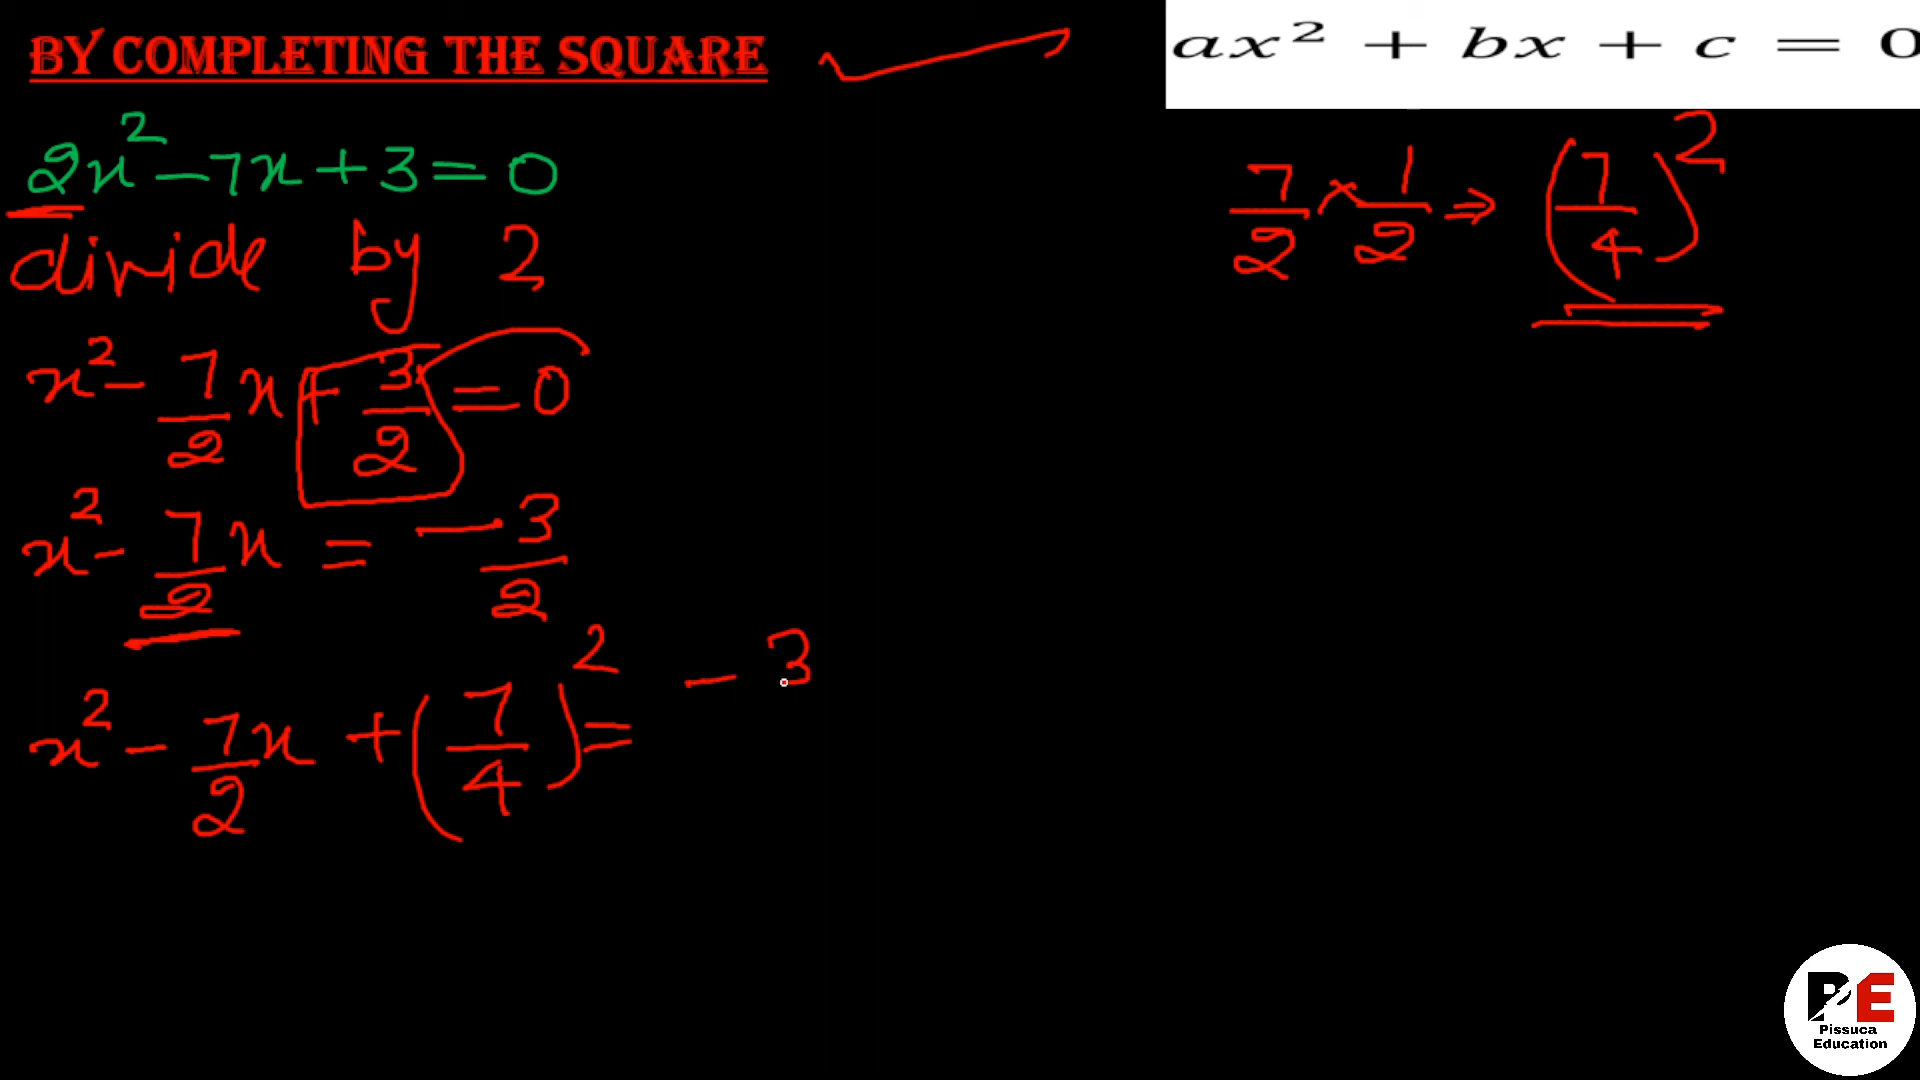 BY COMPLETING THE SQUARE
ax² + bx + c = 0
2x² - 7x + 3 = 0
divide by 2
x² - 7/2 x + 3/2 = 0
x² - 7/2 x = - 3/2
x² - 7/2 x + (7/4)² = - 3
7/2 × 1/2 ⇒ (7/4)²
PE
Pissuca
Education